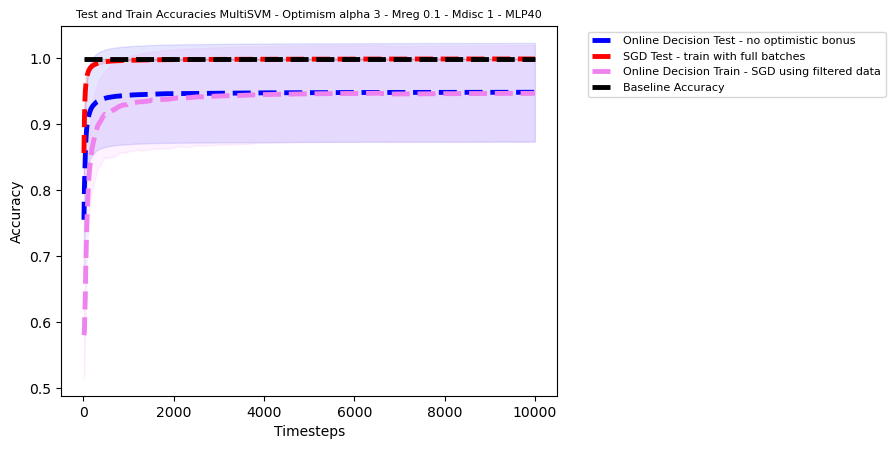 Test and Train Accuracies MultiSVM - Optimism alpha 3 - Mreg 0.1 - Mdisc 1 - MLP40
Online Decision Test - no optimistic bonus
SGD Test - train with full batches
Online Decision Train - SGD using filtered data
Baseline Accuracy
Accuracy
1.0
0.9
0.8
0.7
0.6
0.5
0 2000 4000 6000 8000 10000
Timesteps